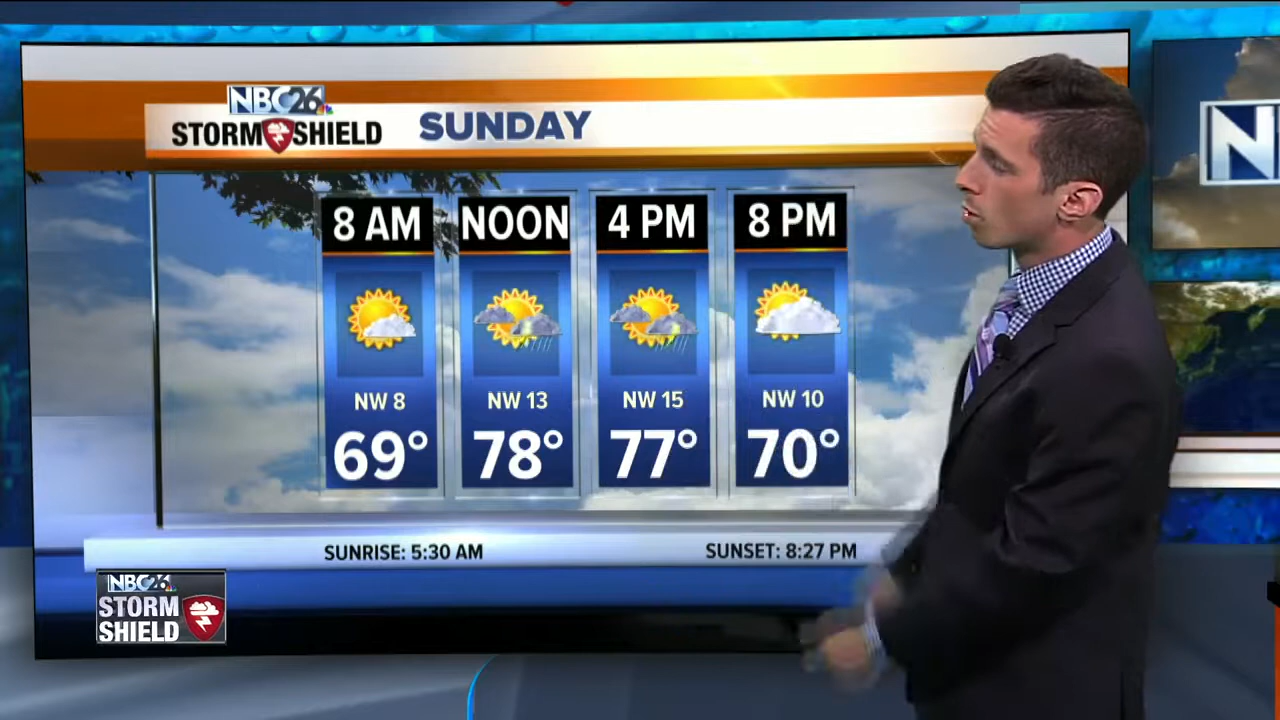 NBC26
STORM SHIELD
SUNDAY
8 AM
NOON
4 PM
8 PM
NW 8
NW 13
NW 15
NW 10
69°
78°
77°
70°
SUNRISE: 5:30 AM
SUNSET: 8:27 PM
NBC26
STORM
SHIELD
N